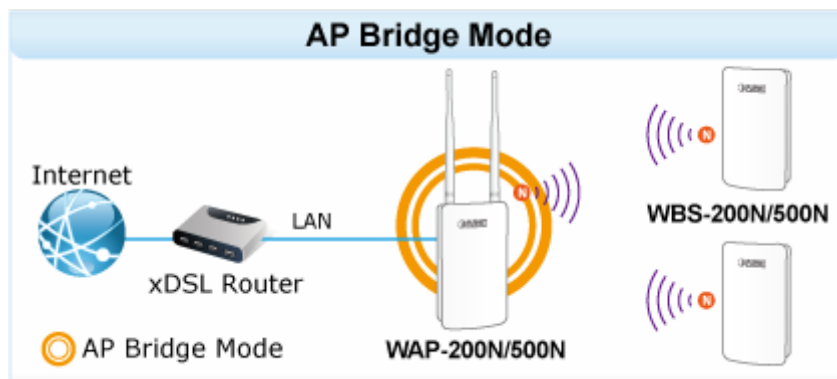 AP Bridge Mode
Internet
LAN
xDSL Router
AP Bridge Mode
WAP-200N/500N
N
N
WBS-200N/500N
N